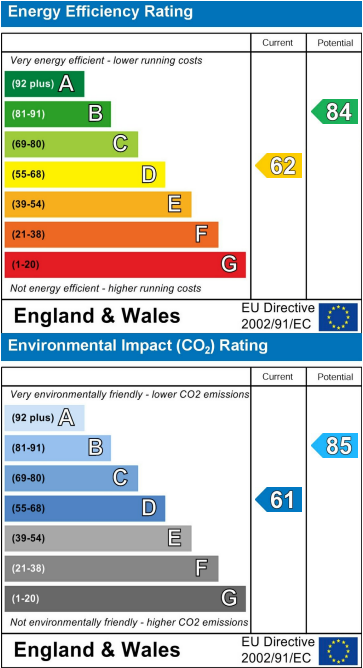 Energy Efficiency Rating
Current Potential
Very energy efficient - lower running costs
(92 plus) A
(81-91) B
84
(69-80) C
(55-68) D
62
(39-54) E
(21-38) F
(1-20) G
Not energy efficient - higher running costs
England & Wales
EU Directive
2002/91/EC
Environmental Impact (CO₂) Rating
Current Potential
Very environmentally friendly - lower CO2 emissions
(92 plus) A
(81-91) B
85
(69-80) C
(55-68) D
61
(39-54) E
(21-38) F
(1-20) G
Not environmentally friendly - higher CO2 emissions
England & Wales
EU Directive
2002/91/EC